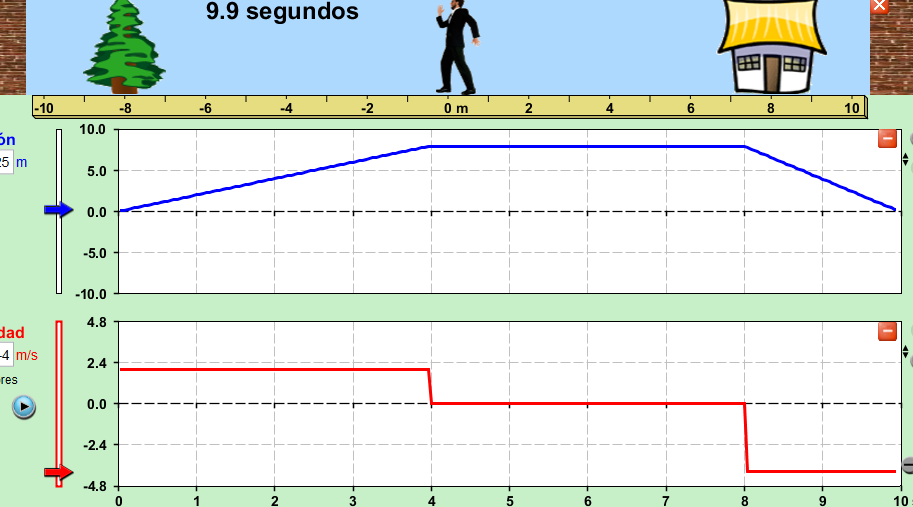 9.9 segundos
-10 -8 -6 -4 -2 0 m 2 4 6 8 10
ón
25 m
10.0
5.0
0.0
-5.0
-10.0
dad
-4 m/s
res
4.8
2.4
0.0
-2.4
-4.8
0 1 2 3 4 5 6 7 8 9 10